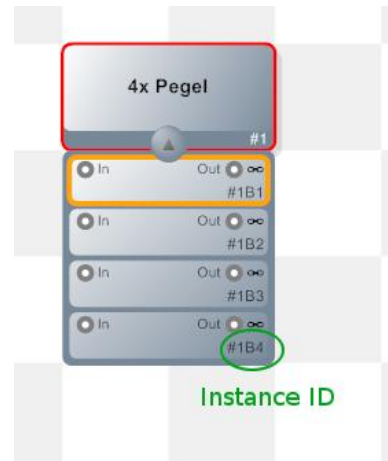 4x Pegel
#1
In Out
#1B1
In Out
#1B2
In Out
#1B3
In Out
#1B4
Instance ID